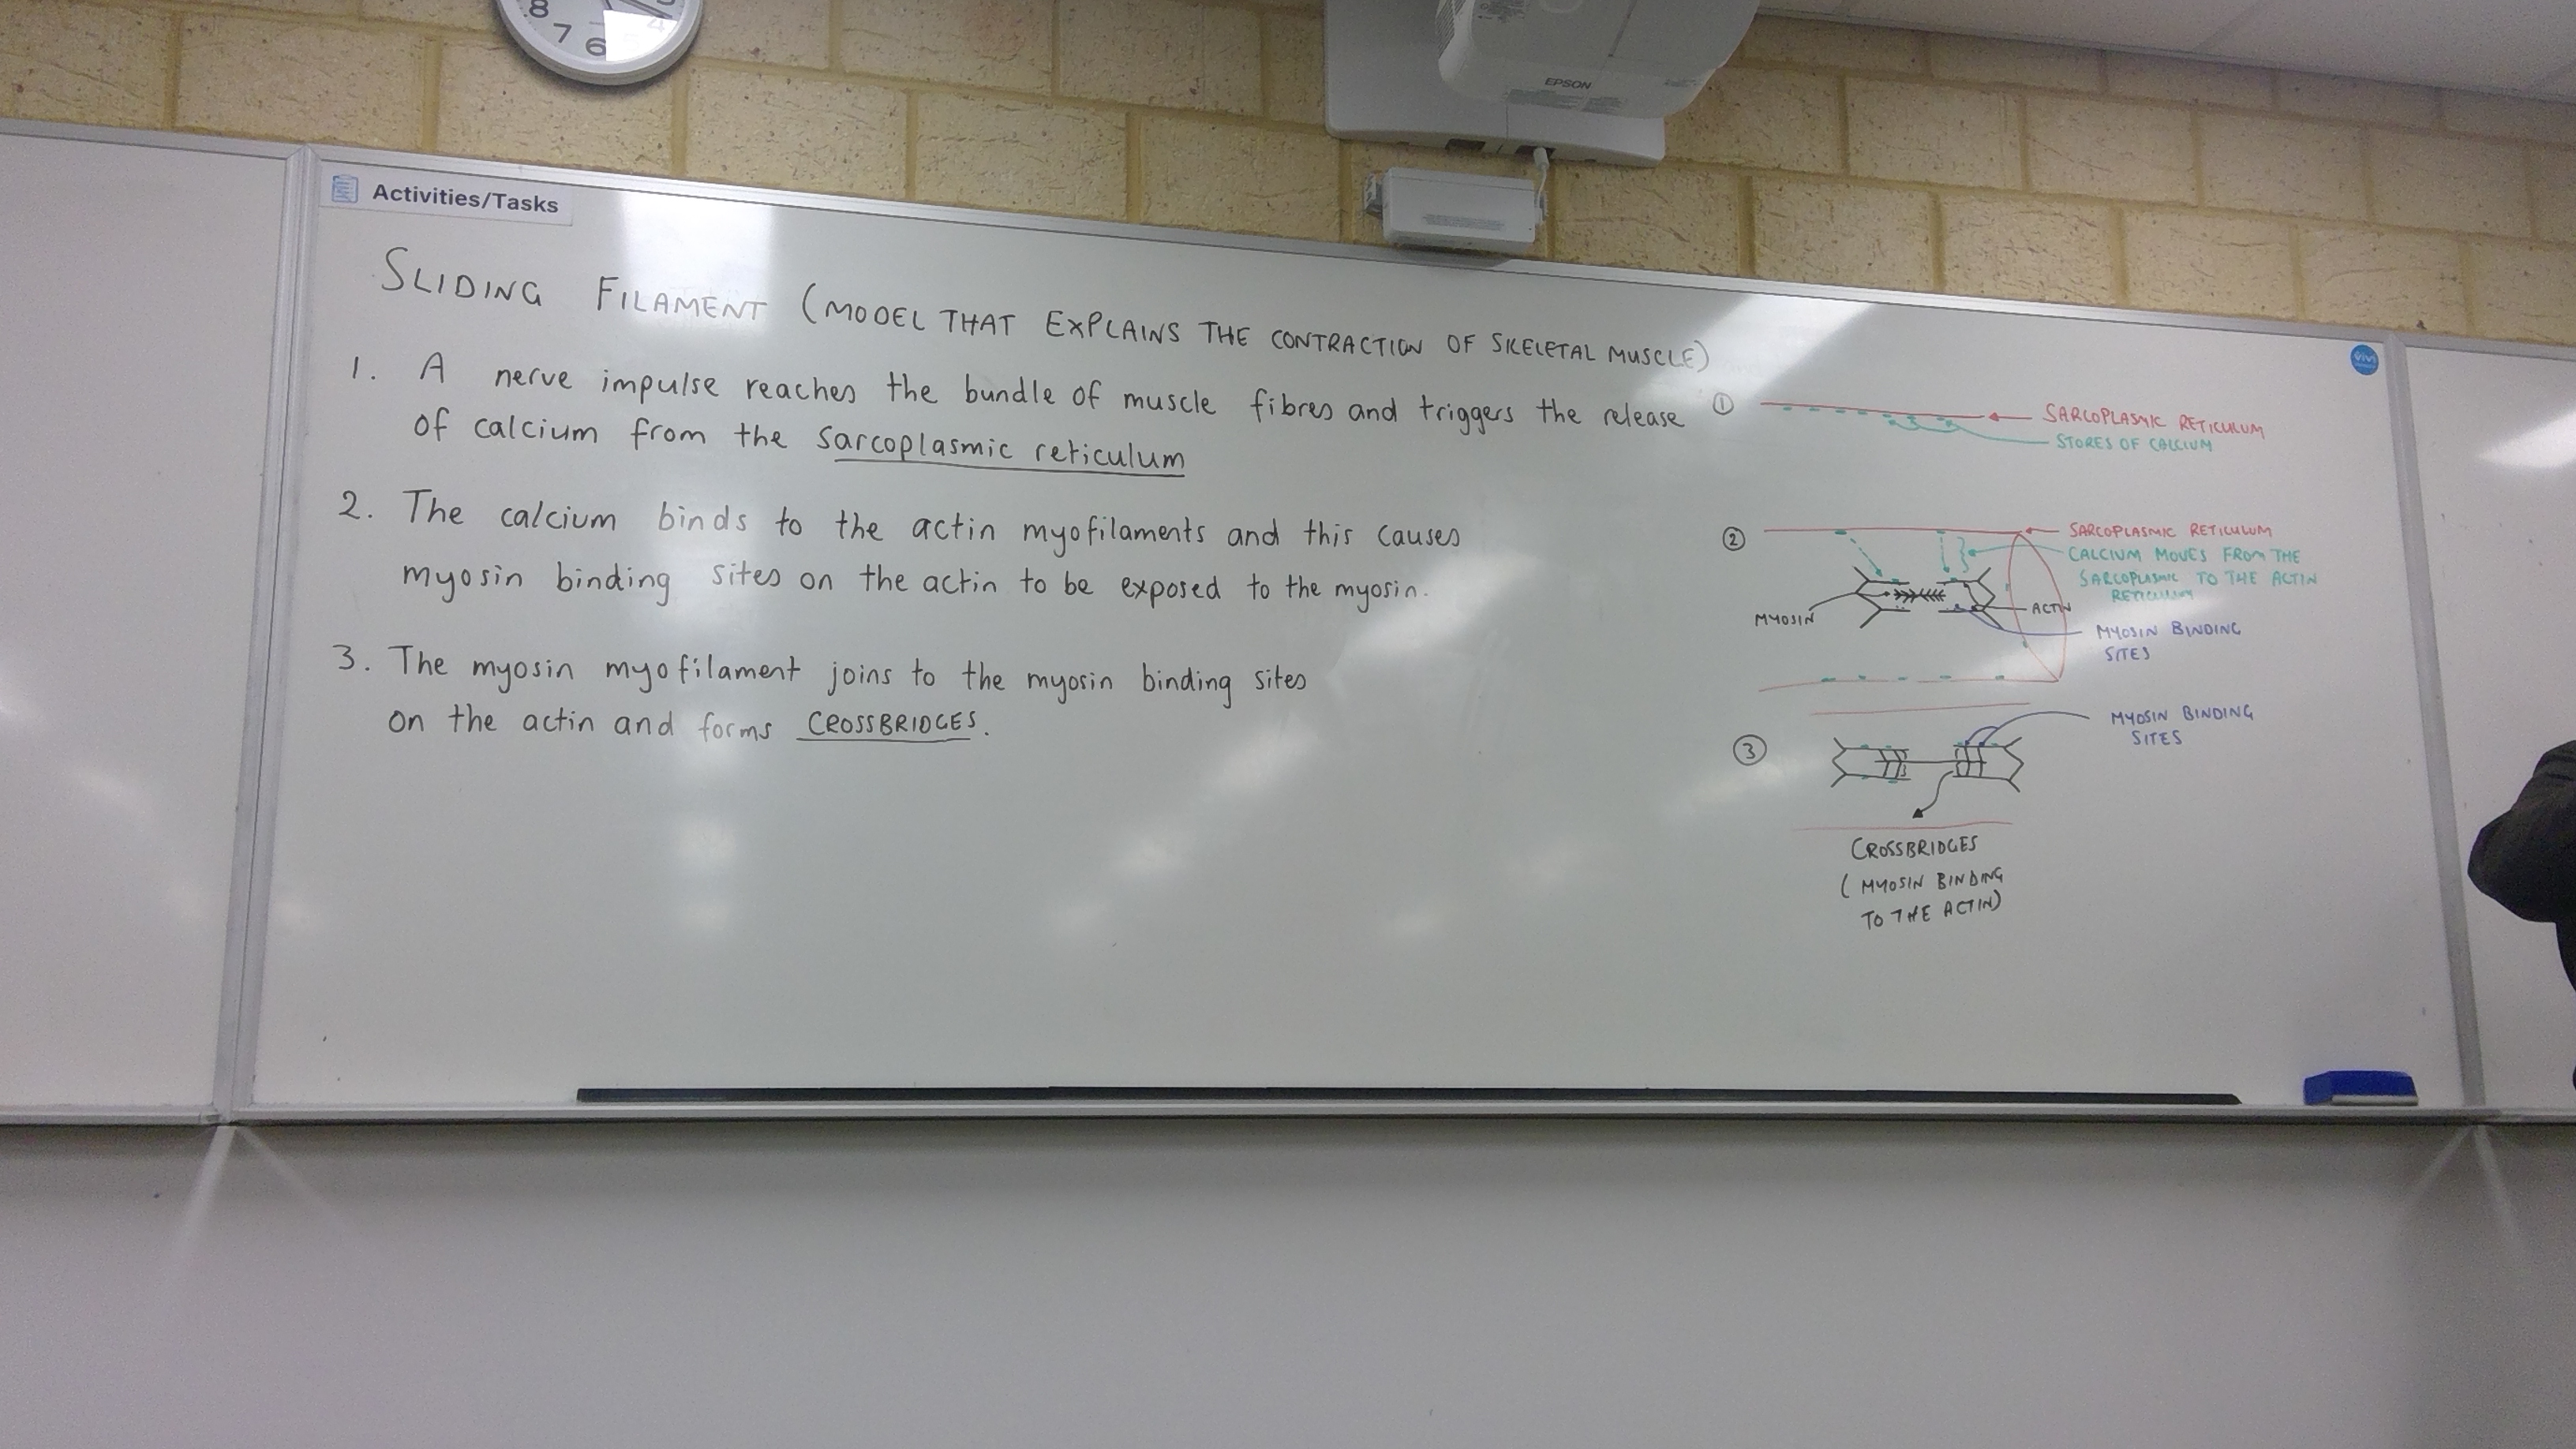 8
7
6
5
4
EPSON
Activities/Tasks
SLIDING FILAMENT (MODEL THAT EXPLAINS THE CONTRACTION OF SKELETAL MUSCLE)
1. A nerve impulse reaches the bundle of muscle fibres and triggers the release
of calcium from the sarcoplasmic reticulum
2. The calcium binds to the actin myofilaments and this causes
myosin binding sites on the actin to be exposed to the myosin.
3. The myosin myofilament joins to the myosin binding sites
on the actin and forms CROSSBRIDGES.
vivi
1
SARCOPLASMIC RETICULUM
STORES OF CALCIUM
2
SARCOPLASMIC RETICULUM
CALCIUM MOVES FROM THE
SARCOPLASMIC TO THE ACTIN
RETICULUM
MYOSIN
ACTIN
MYOSIN BINDING
SITES
3
MYOSIN BINDING
SITES
CROSSBRIDGES
(MYOSIN BINDING
TO THE ACTIN)